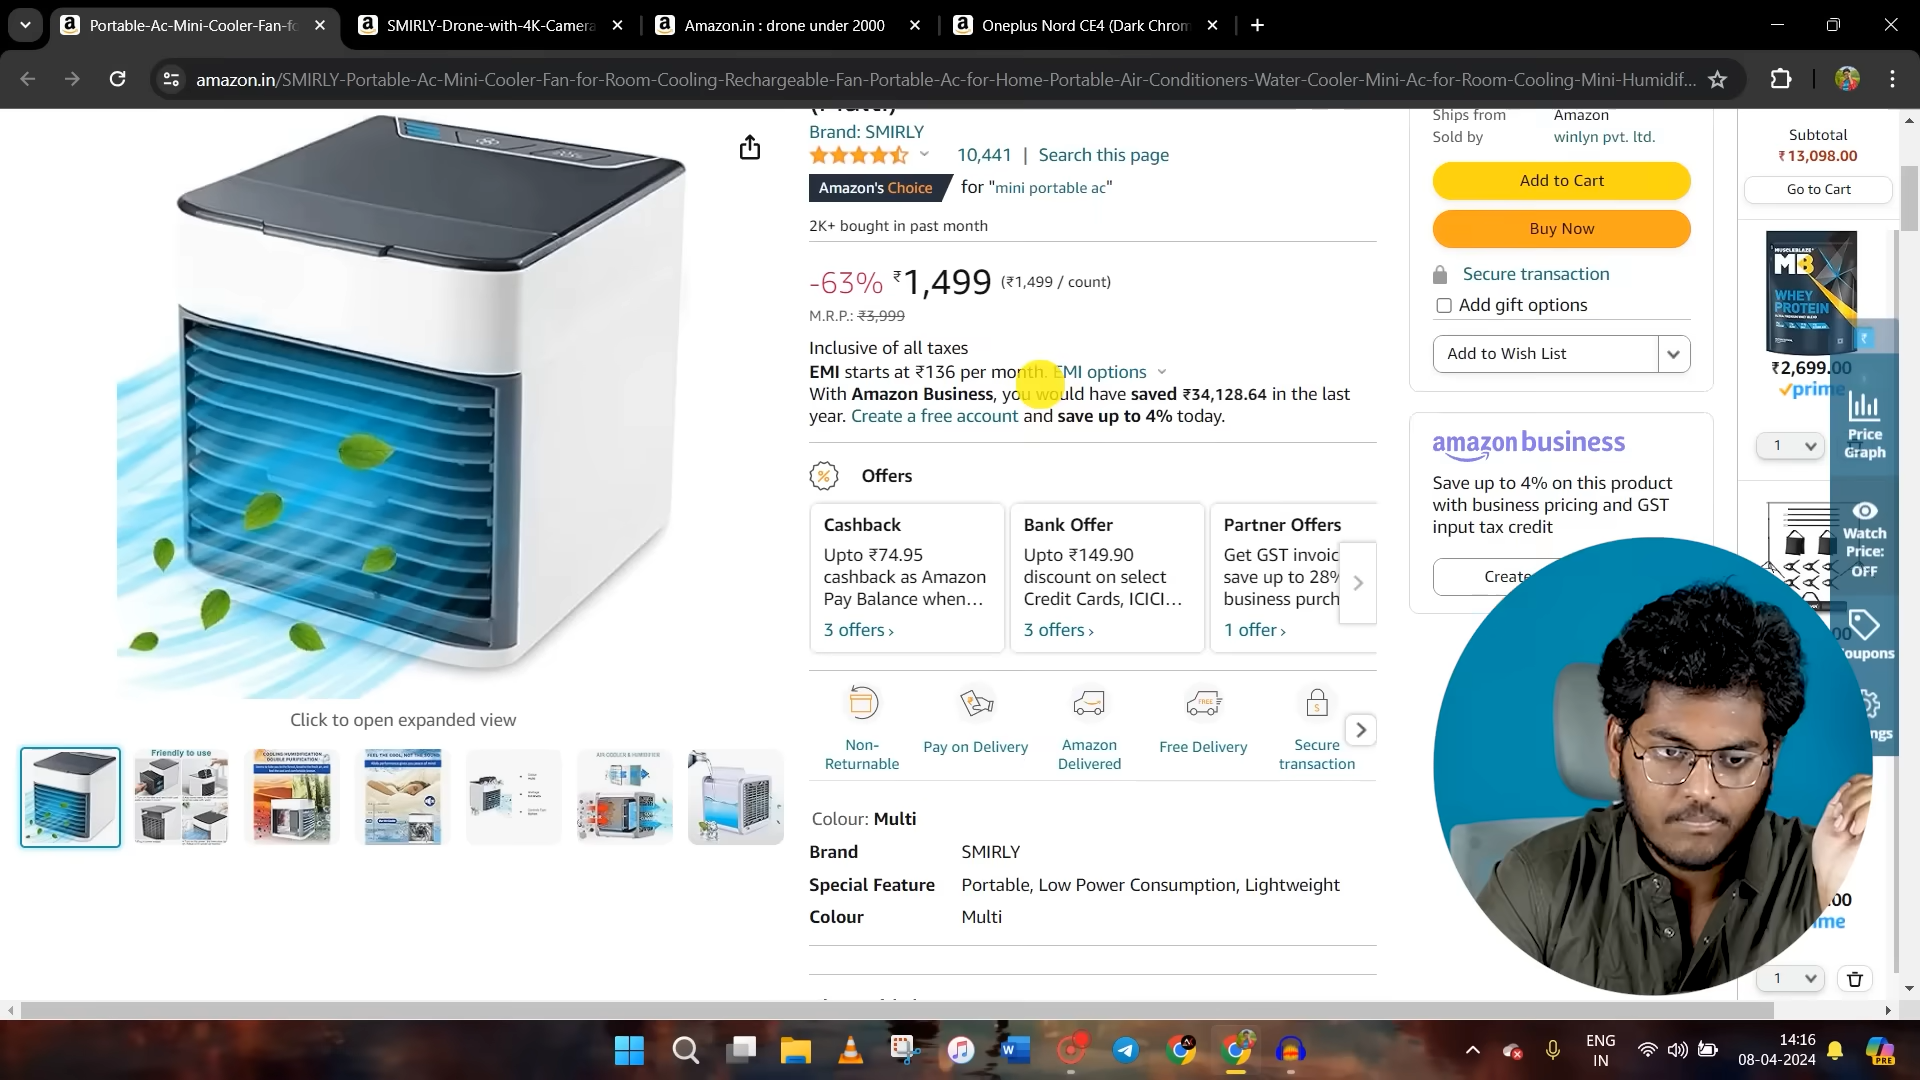 Portable-Ac-Mini-Cooler-Fan-fo
SMIRLY-Drone-with-4K-Camera
Amazon.in : drone under 2000
Oneplus Nord CE4 (Dark Chrom
amazon.in/SMIRLY-Portable-Ac-Mini-Cooler-Fan-for-Room-Cooling-Rechargeable-Fan-Portable-Ac-for-Home-Portable-Air-Conditioners-Water-Cooler-Mini-Ac-for-Room-Cooling-Mini-Humidif...
Brand: SMIRLY
10,441 | Search this page
Amazon's Choice for "mini portable ac"
2K+ bought in past month
-63% ₹1,499 (₹1,499 / count)
M.R.P.: ₹3,999
Inclusive of all taxes
EMI starts at ₹136 per month. EMI options
With Amazon Business, you would have saved ₹34,128.64 in the last
year. Create a free account and save up to 4% today.
Offers
Cashback
Upto ₹74.95
cashback as Amazon
Pay Balance when...
3 offers ›
Bank Offer
Upto ₹149.90
discount on select
Credit Cards, ICICI...
3 offers ›
Partner Offers
Get GST invoic
save up to 28%
business purch
1 offer ›
Non-
Returnable
Pay on Delivery
Amazon
Delivered
Free Delivery
Secure
transaction
Colour: Multi
Brand SMIRLY
Special Feature Portable, Low Power Consumption, Lightweight
Colour Multi
Click to open expanded view
Friendly to use
Ships from Amazon
Sold by winlyn pvt. ltd.
Add to Cart
Buy Now
Secure transaction
Add gift options
Add to Wish List
amazon business
Save up to 4% on this product
with business pricing and GST
input tax credit
Create
Subtotal
₹13,098.00
Go to Cart
MUSCLEBLAZE
MB
WHEY
PROTEIN
₹2,699.00
prime
1
Price
Graph
Watch
Price:
OFF
00
oupons
ngs
.00
ime
1
ENG
IN
14:16
08-04-2024
PRE